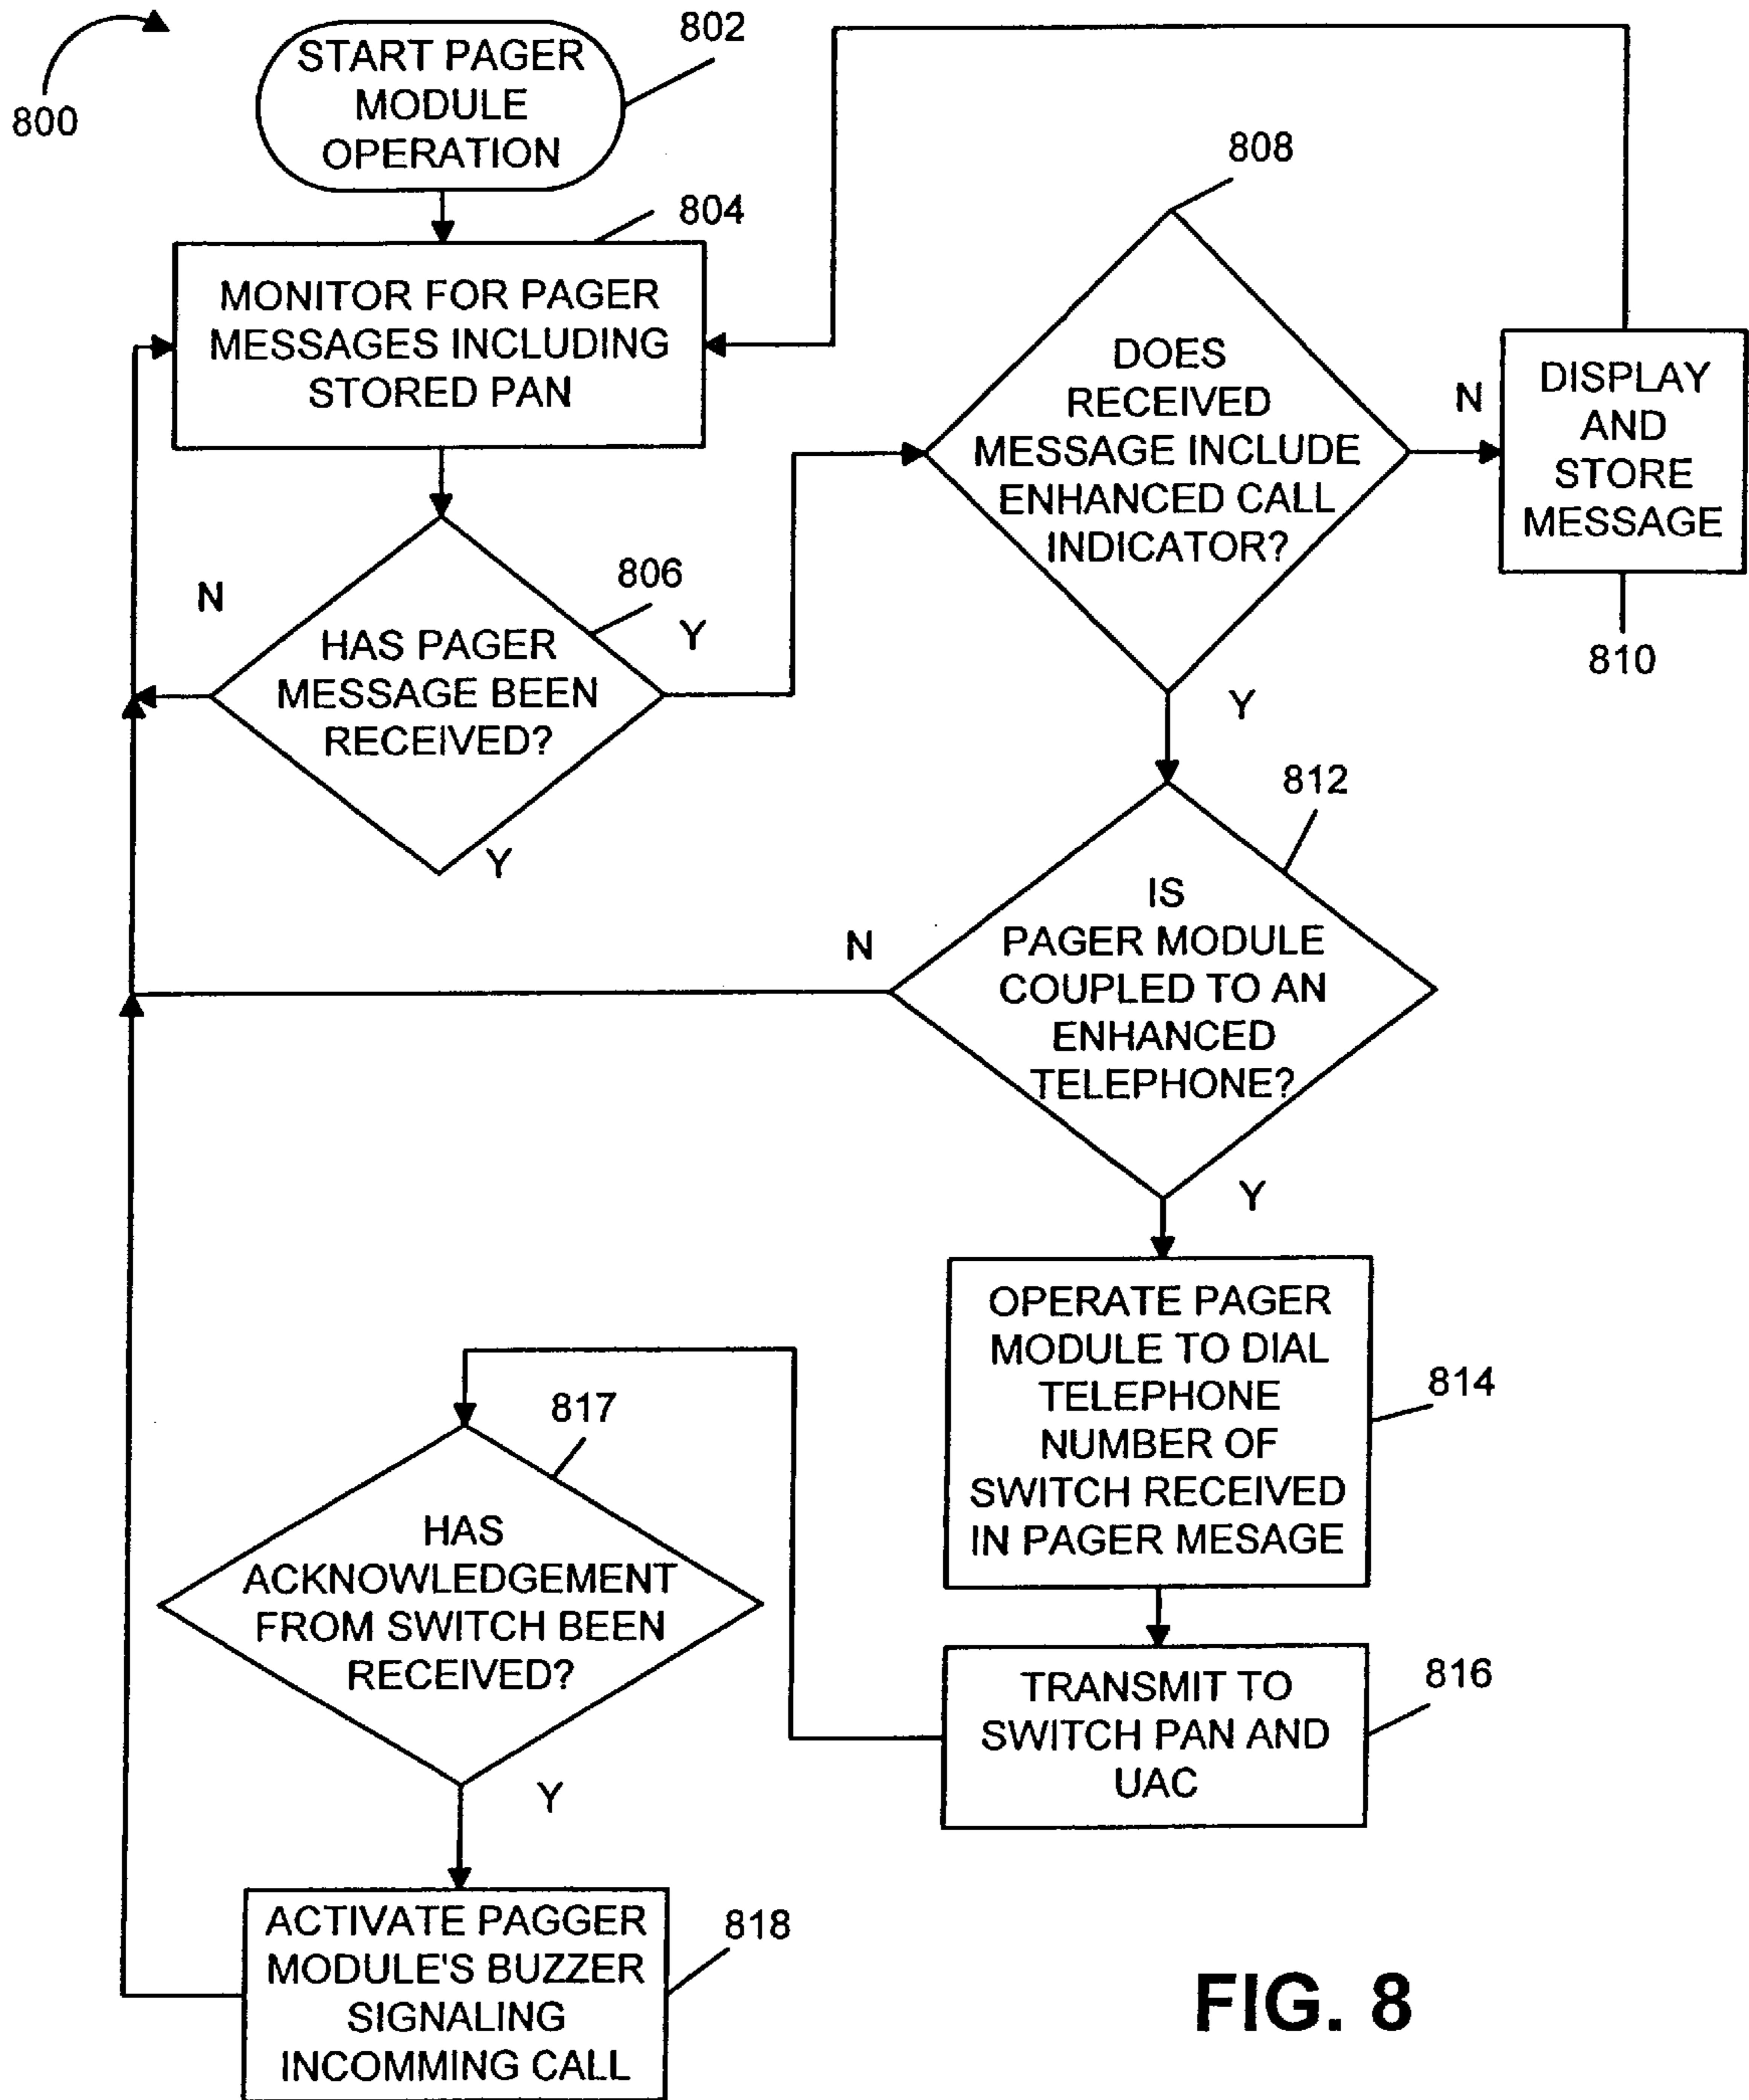 800
START PAGER
MODULE
OPERATION
802
804
MONITOR FOR PAGER
MESSAGES INCLUDING
STORED PAN
806
N
HAS PAGER
MESSAGE BEEN
RECEIVED?
Y
Y
808
DOES
RECEIVED
MESSAGE INCLUDE
ENHANCED CALL
INDICATOR?
N
DISPLAY
AND
STORE
MESSAGE
810
Y
812
IS
PAGER MODULE
COUPLED TO AN
ENHANCED
TELEPHONE?
N
Y
OPERATE PAGER
MODULE TO DIAL
TELEPHONE
NUMBER OF
SWITCH RECEIVED
IN PAGER MESAGE
814
TRANSMIT TO
SWITCH PAN AND
UAC
816
817
HAS
ACKNOWLEDGEMENT
FROM SWITCH BEEN
RECEIVED?
Y
ACTIVATE PAGGER
MODULE'S BUZZER
SIGNALING
INCOMMING CALL
818
FIG. 8